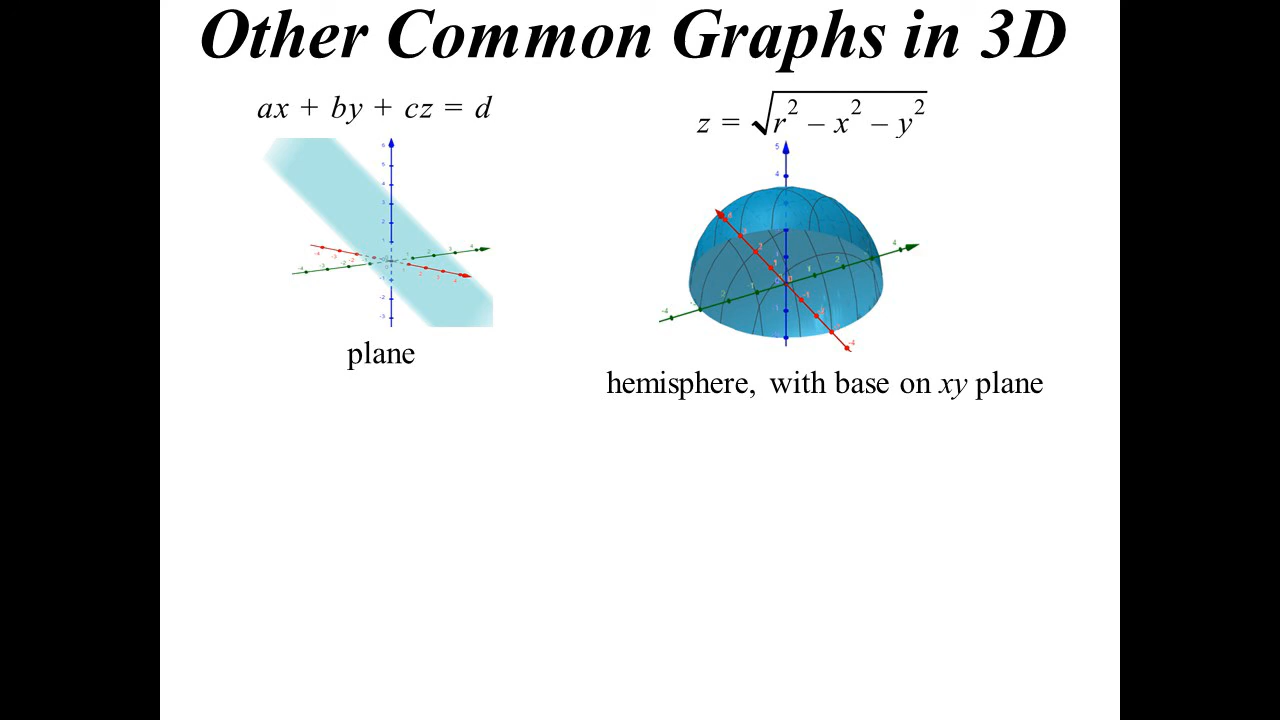 Other Common Graphs in 3D
ax + by + cz = d
z = √(r² – x² – y²)
plane
hemisphere, with base on xy plane